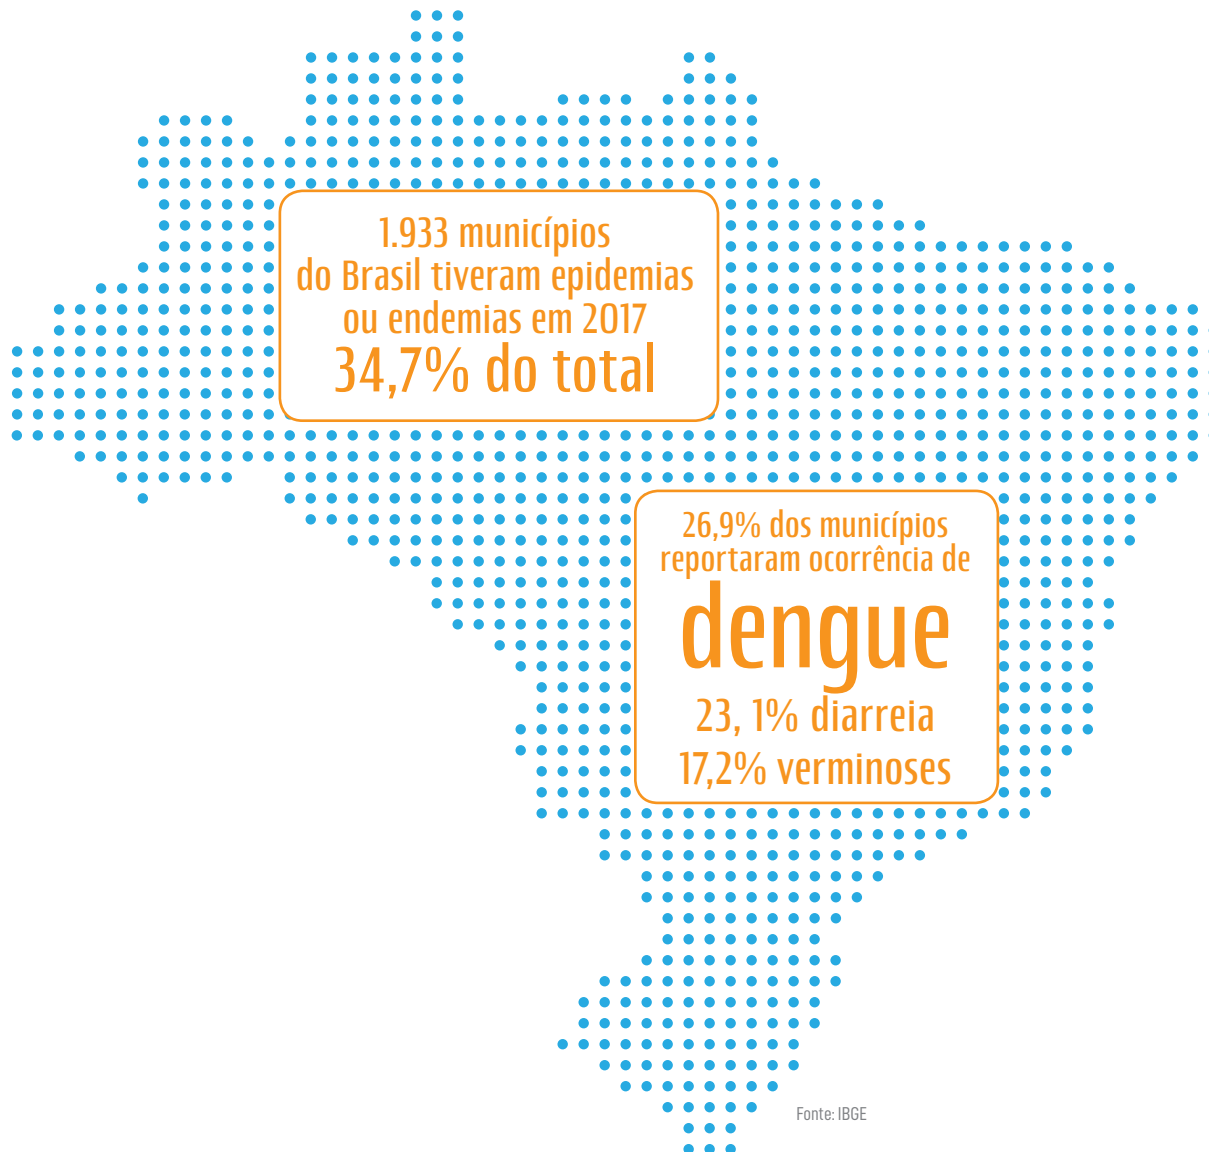 1.933 municípios
do Brasil tiveram epidemias
ou endemias em 2017
34,7% do total
26,9% dos municípios
reportaram ocorrência de
dengue
23, 1% diarreia
17,2% verminoses
Fonte: IBGE